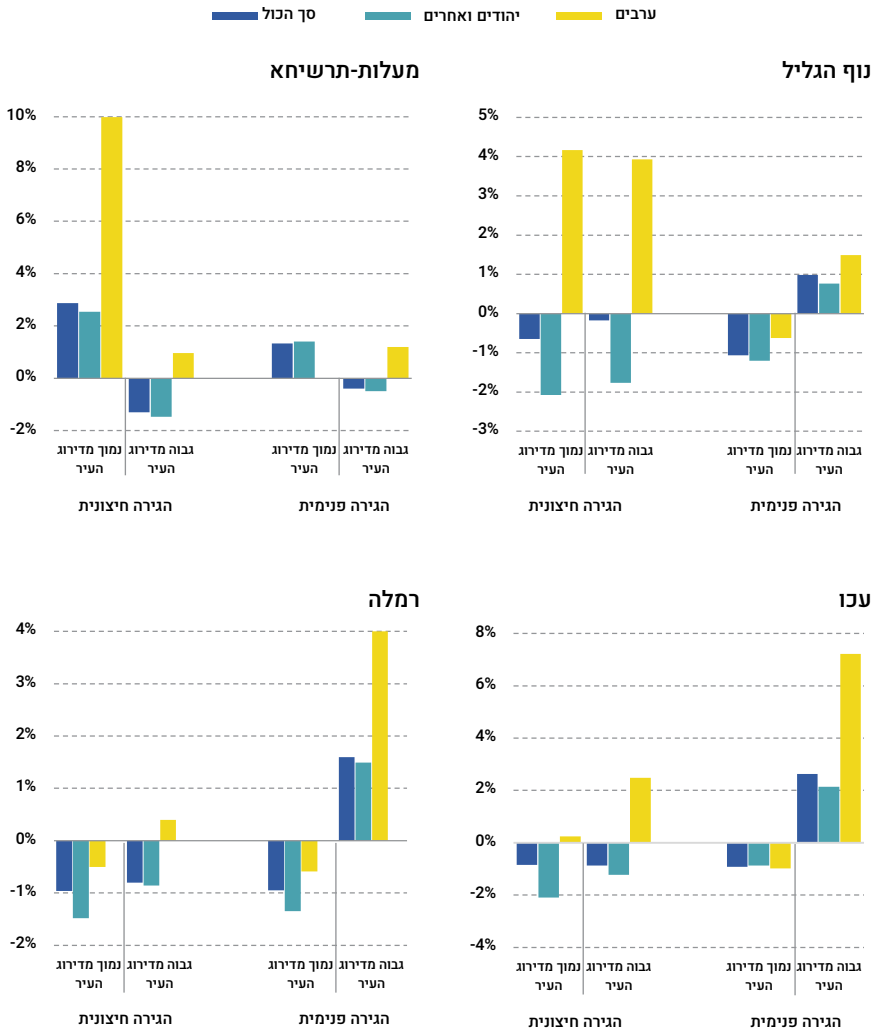 ערבים יהודים ואחרים סך הכול
נוף הגליל
5%
4%
3%
2%
1%
0%
-1%
-2%
-3%
גבוה מדירוג העיר
נמוך מדירוג העיר
גבוה מדירוג העיר
נמוך מדירוג העיר
הגירה פנימית
הגירה חיצונית
מעלות-תרשיחא
10%
8%
6%
4%
2%
0%
-2%
גבוה מדירוג העיר
נמוך מדירוג העיר
גבוה מדירוג העיר
נמוך מדירוג העיר
הגירה פנימית
הגירה חיצונית
עכו
8%
6%
4%
2%
0%
-2%
-4%
גבוה מדירוג העיר
נמוך מדירוג העיר
גבוה מדירוג העיר
נמוך מדירוג העיר
הגירה פנימית
הגירה חיצונית
רמלה
4%
3%
2%
1%
0%
-1%
-2%
גבוה מדירוג העיר
נמוך מדירוג העיר
גבוה מדירוג העיר
נמוך מדירוג העיר
הגירה פנימית
הגירה חיצונית